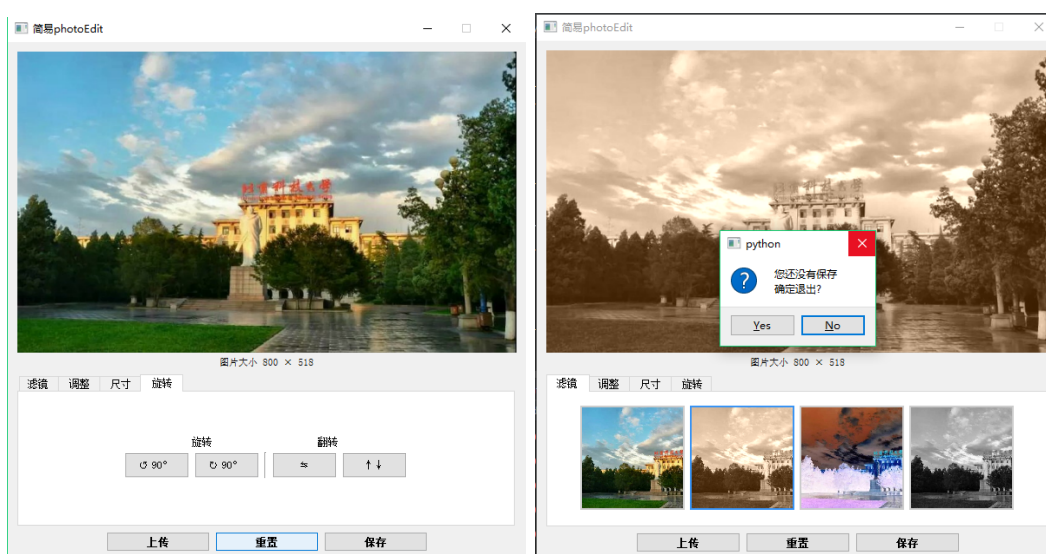 简易photoEdit
图片大小 800 × 518
滤镜 调整 尺寸 旋转
旋转 翻转
↺ 90° ↻ 90° ⇋ ↑↓
上传 重置 保存
简易photoEdit
python
您还没有保存
确定退出?
Yes No
图片大小 800 × 518
滤镜 调整 尺寸 旋转
上传 重置 保存